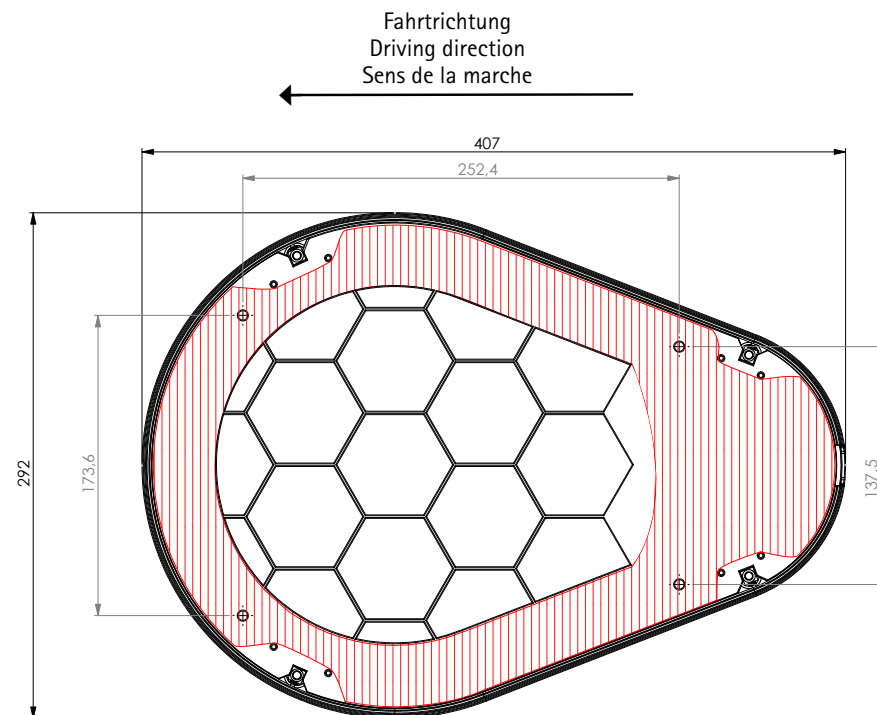 Fahrtrichtung
Driving direction
Sens de la marche
407
252,4
292
173,6
137,5